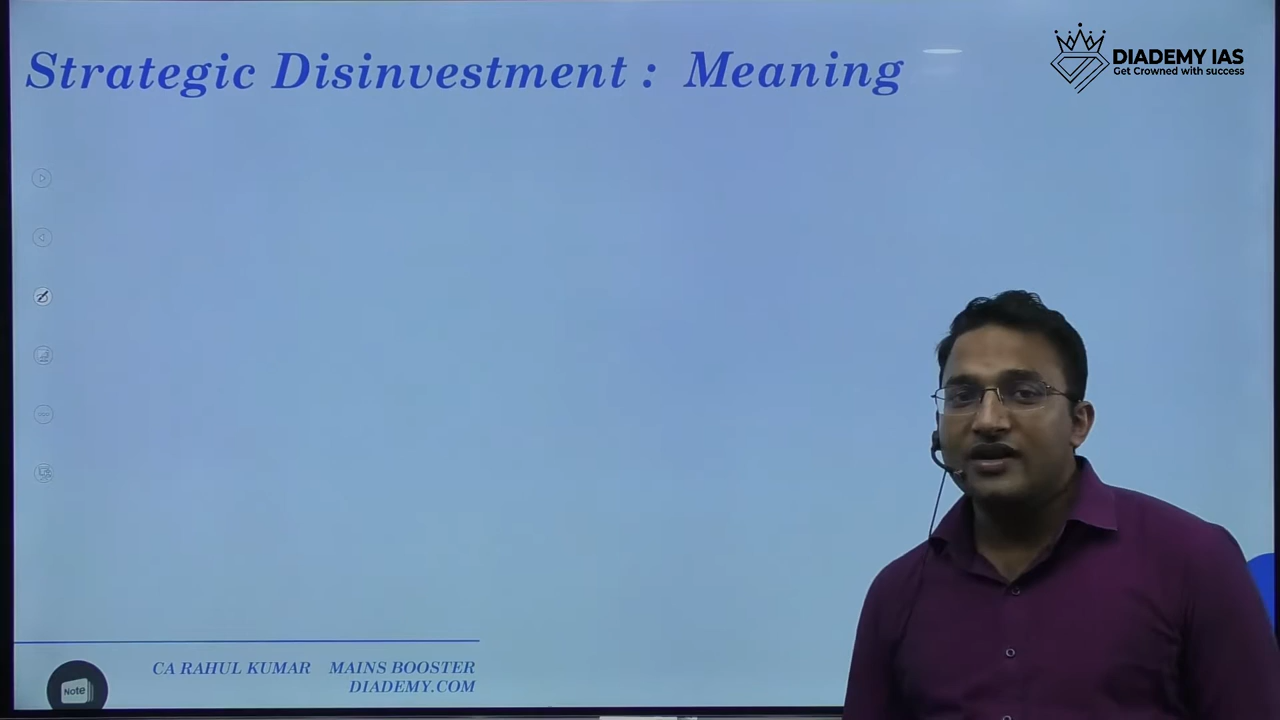 Strategic Disinvestment : Meaning
DIADEMY IAS
Get Crowned with success
CA RAHUL KUMAR MAINS BOOSTER
DIADEMY.COM
Note